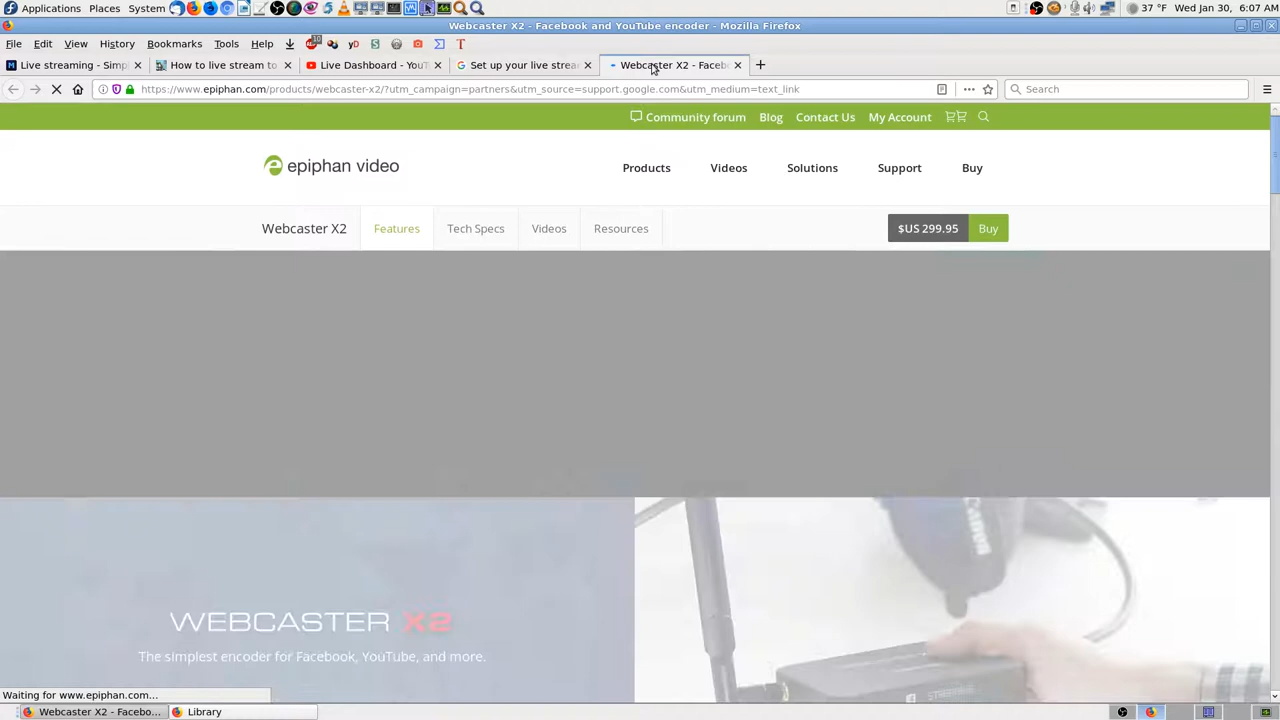 Applications Places System 37 °F Wed Jan 30, 6:07 AM
Webcaster X2 - Facebook and YouTube encoder - Mozilla Firefox
File Edit View History Bookmarks Tools Help
Live streaming - Simpl How to live stream to Live Dashboard - YouT Set up your live strea Webcaster X2 - Faceb
https://www.epiphan.com/products/webcaster-x2/?utm_campaign=partners&utm_source=support.google.com&utm_medium=text_link Search
Community forum Blog Contact Us My Account
epiphan video Products Videos Solutions Support Buy
Webcaster X2 Features Tech Specs Videos Resources $US 299.95 Buy
WEBCASTER X2
The simplest encoder for Facebook, YouTube, and more.
Waiting for www.epiphan.com...
Webcaster X2 - Facebo... Library